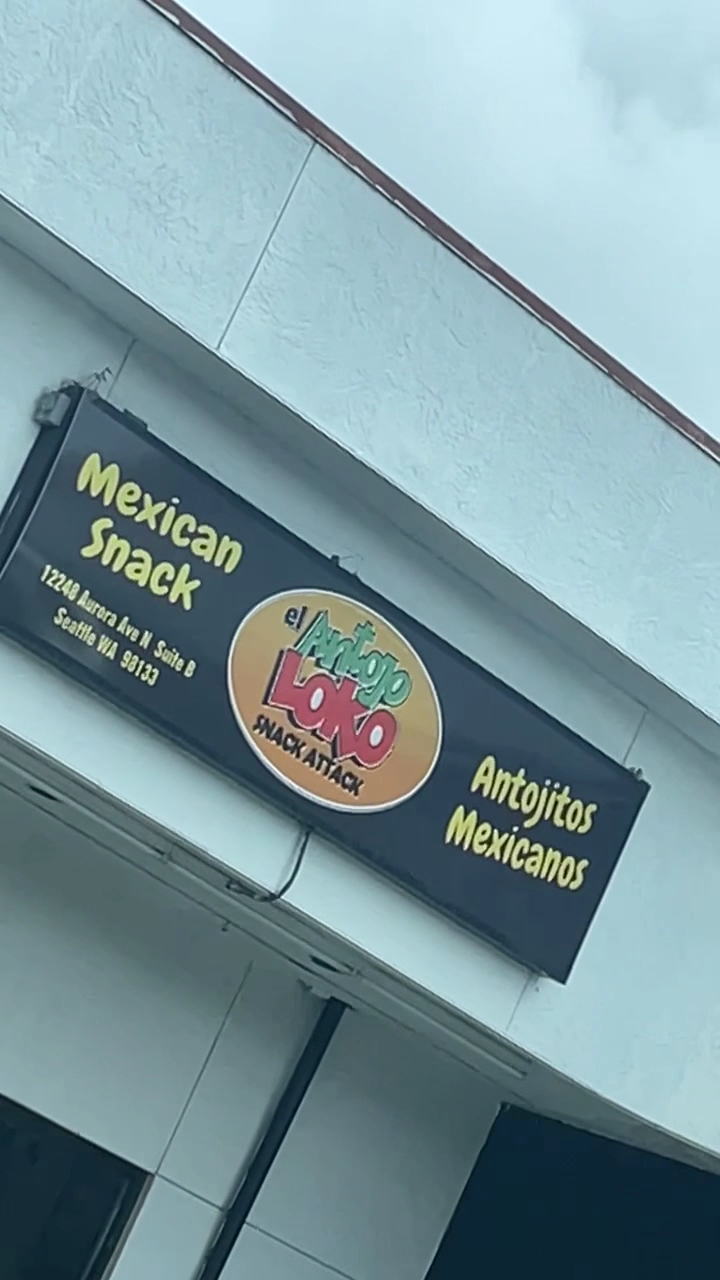 Mexican
Snack
12248 Aurora Ave N Suite B
Seattle WA 98133
el Antojo
LOKO
SNACK ATTACK
Antojitos
Mexicanos